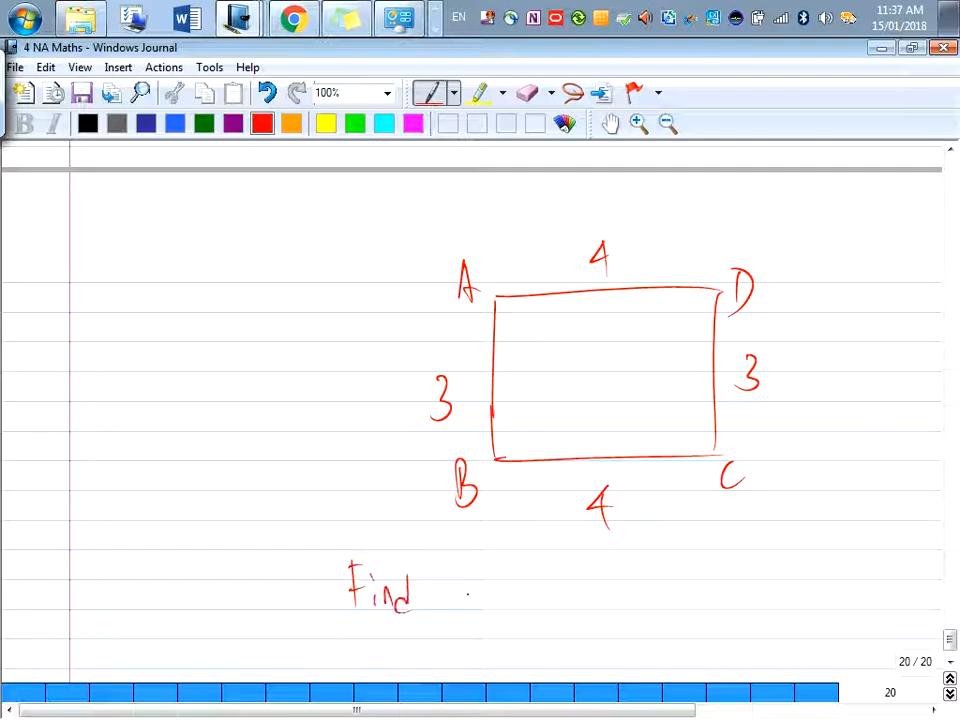 EN
11:37 AM
15/01/2018
4 NA Maths - Windows Journal
File Edit View Insert Actions Tools Help
100%
B I
4
A D
3 3
B C
4
Find
20 / 20
20